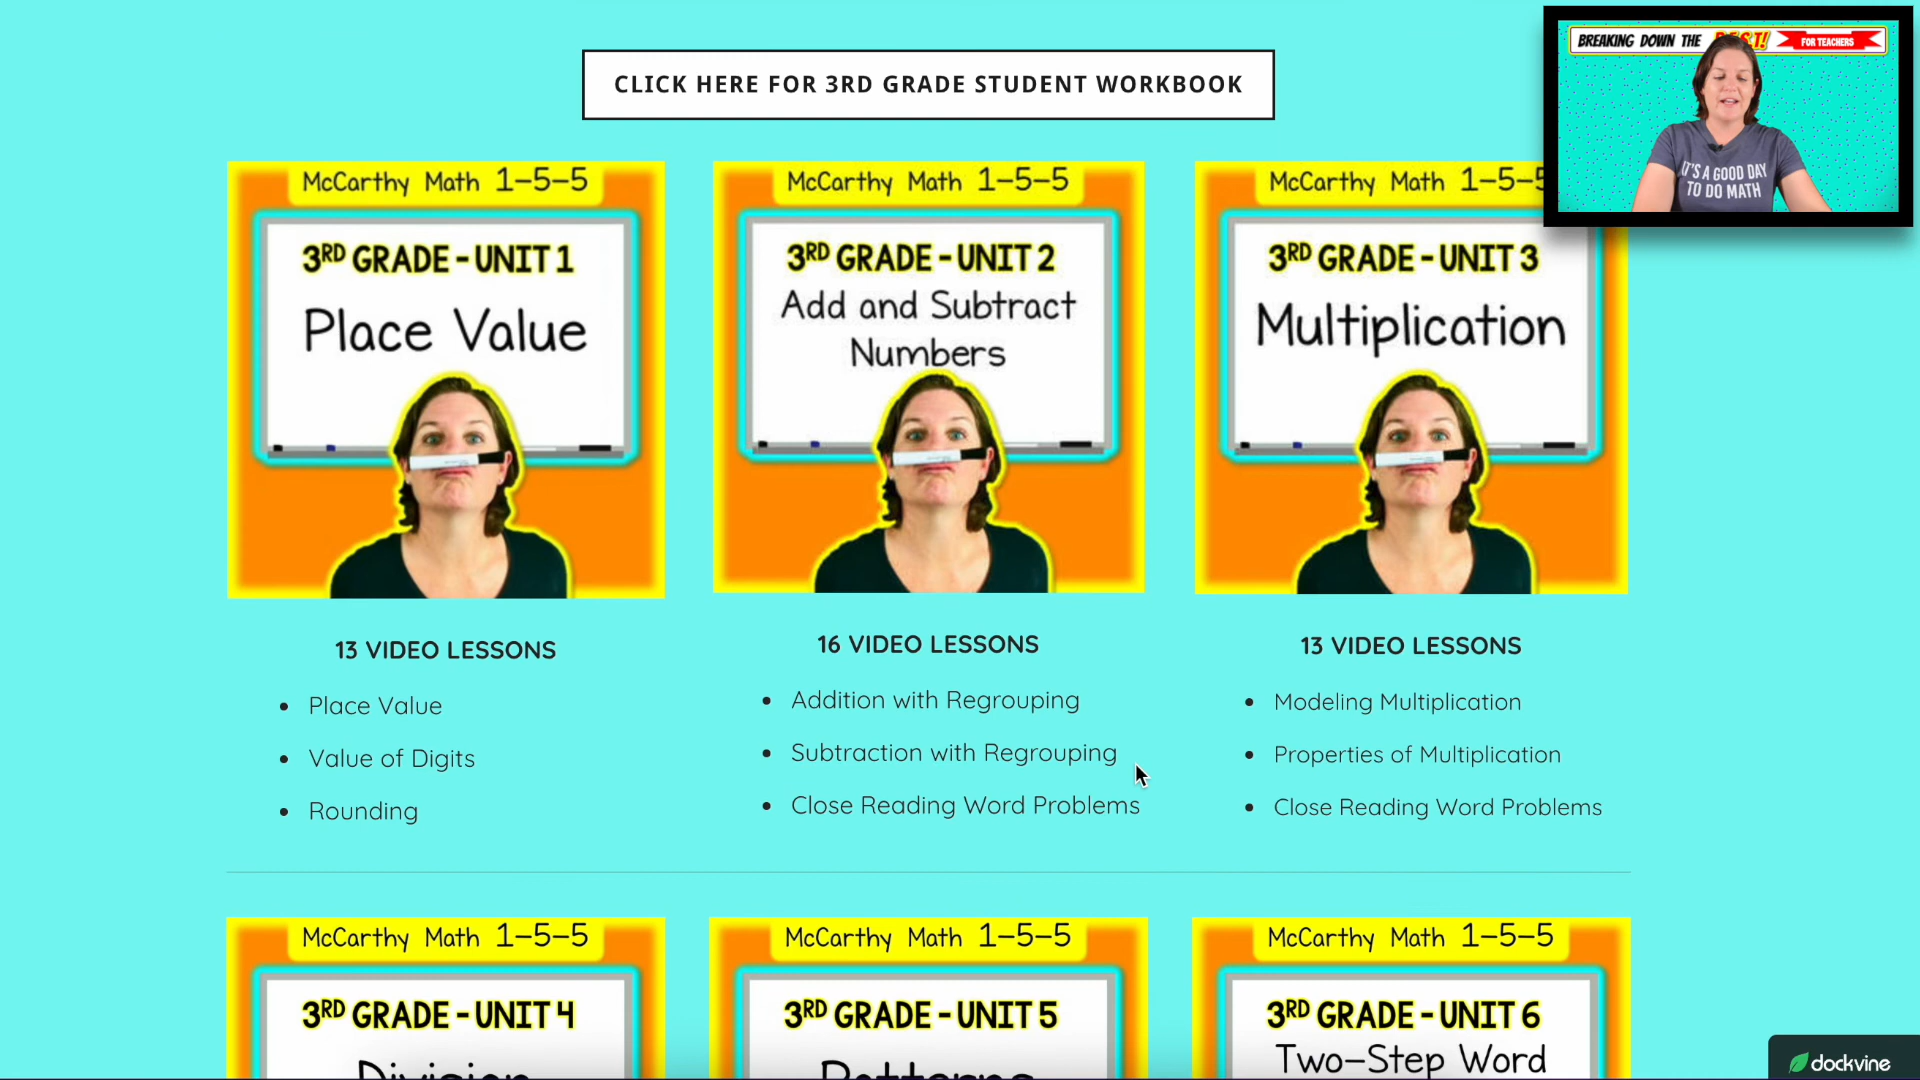 BREAKING DOWN THE BEST! FOR TEACHERS
IT'S A GOOD DAY
TO DO MATH
CLICK HERE FOR 3RD GRADE STUDENT WORKBOOK
McCarthy Math 1-5-5
3RD GRADE - UNIT 1
Place Value
13 VIDEO LESSONS
• Place Value
• Value of Digits
• Rounding
McCarthy Math 1-5-5
3RD GRADE - UNIT 2
Add and Subtract
Numbers
16 VIDEO LESSONS
• Addition with Regrouping
• Subtraction with Regrouping
• Close Reading Word Problems
McCarthy Math 1-5-5
3RD GRADE - UNIT 3
Multiplication
13 VIDEO LESSONS
• Modeling Multiplication
• Properties of Multiplication
• Close Reading Word Problems
McCarthy Math 1-5-5
3RD GRADE - UNIT 4
Division
McCarthy Math 1-5-5
3RD GRADE - UNIT 5
Patterns
McCarthy Math 1-5-5
3RD GRADE - UNIT 6
Two-Step Word
dockvine